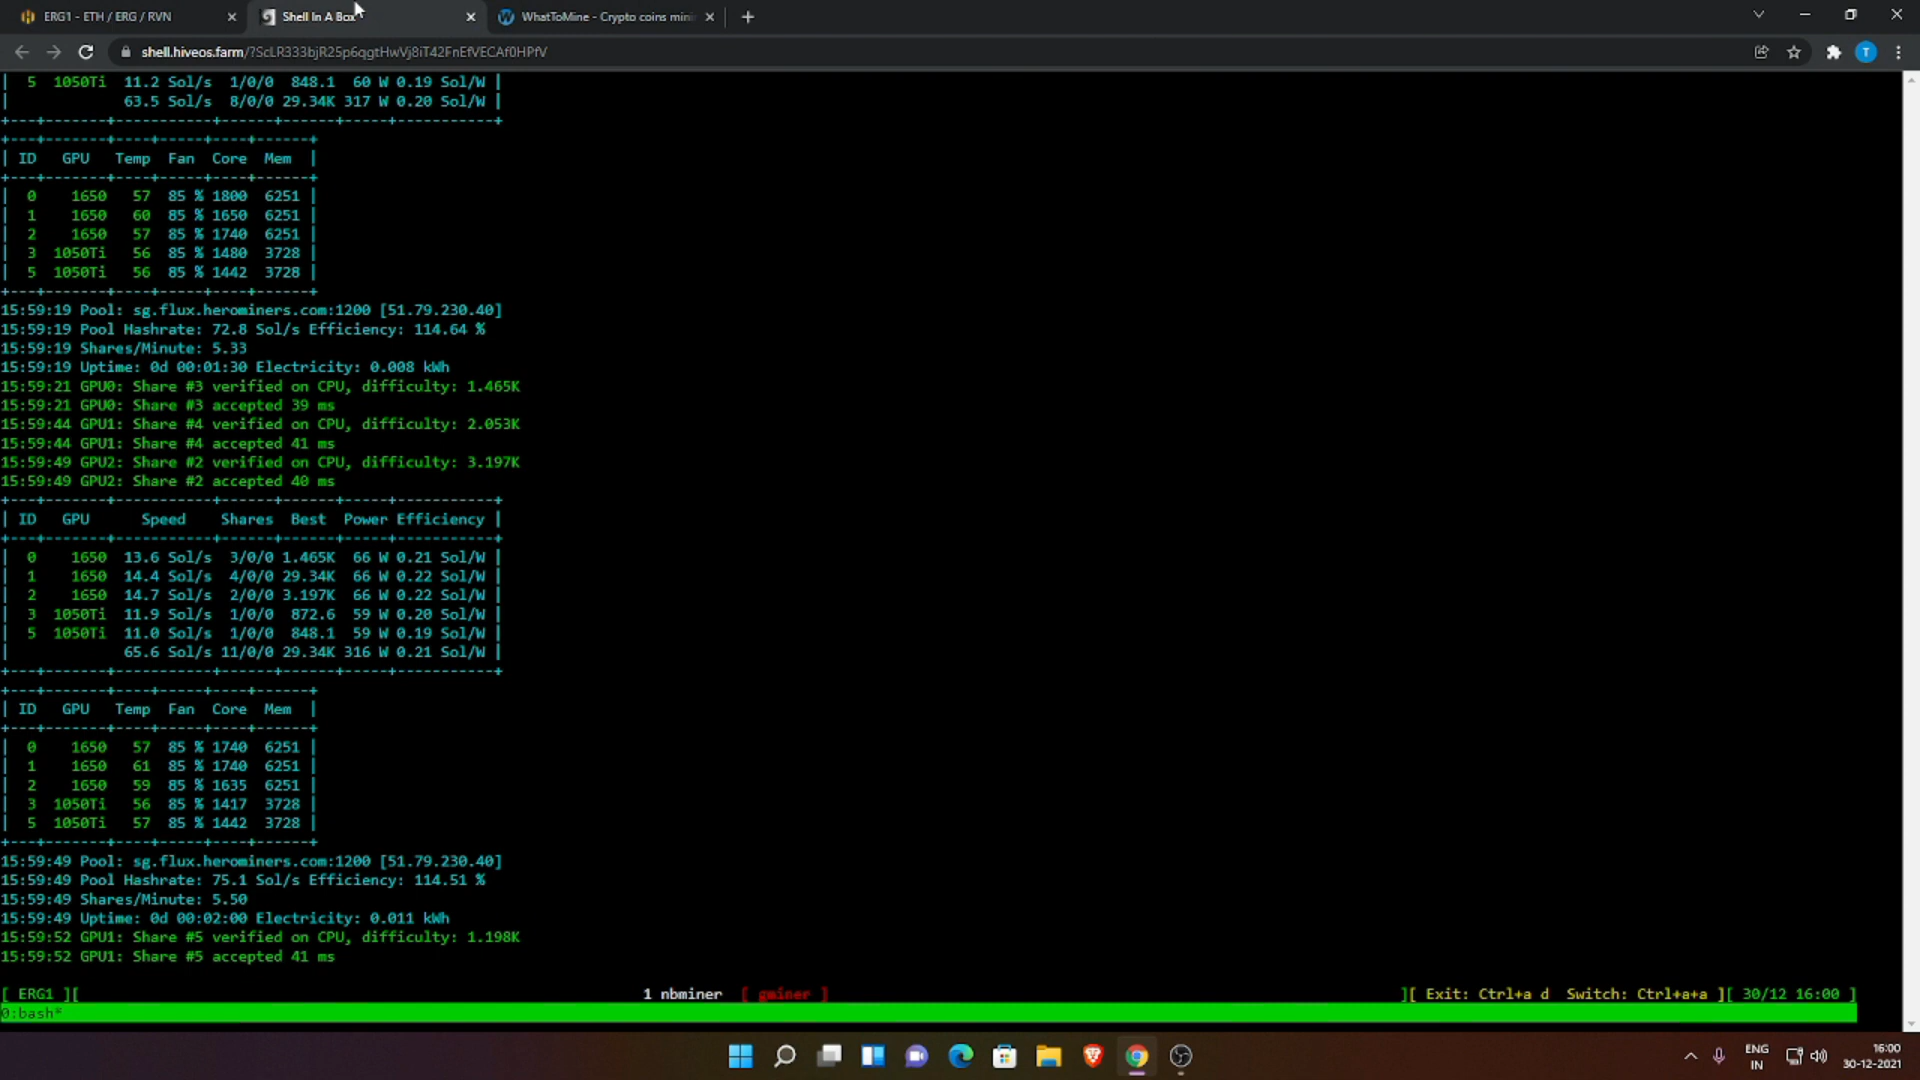 ERG1 - ETH / ERG / RVN
Shell In A Box
WhatToMine - Crypto coins mini
shell.hiveos.farm/?ScLR333bjR25p6qgtHwVj8iT42FnEfVECAf0HPfV
T
| 5 1050Ti 11.2 Sol/s 1/0/0 848.1 60 W 0.19 Sol/W |
| 63.5 Sol/s 8/0/0 29.34K 317 W 0.20 Sol/W |
+---+-------+-----------+------+------+-----+-----------+
+---+-------+----+-----+----+------+
| ID GPU Temp Fan Core Mem |
+---+-------+----+-----+----+------+
| 0 1650 57 85 % 1800 6251 |
| 1 1650 60 85 % 1650 6251 |
| 2 1650 57 85 % 1740 6251 |
| 3 1050Ti 56 85 % 1480 3728 |
| 5 1050Ti 56 85 % 1442 3728 |
+---+-------+----+-----+----+------+
15:59:19 Pool: sg.flux.herominers.com:1200 [51.79.230.40]
15:59:19 Pool Hashrate: 72.8 Sol/s Efficiency: 114.64 %
15:59:19 Shares/Minute: 5.33
15:59:19 Uptime: 0d 00:01:30 Electricity: 0.008 kWh
15:59:21 GPU0: Share #3 verified on CPU, difficulty: 1.465K
15:59:21 GPU0: Share #3 accepted 39 ms
15:59:44 GPU1: Share #4 verified on CPU, difficulty: 2.053K
15:59:44 GPU1: Share #4 accepted 41 ms
15:59:49 GPU2: Share #2 verified on CPU, difficulty: 3.197K
15:59:49 GPU2: Share #2 accepted 40 ms
+---+-------+-----------+------+------+-----+-----------+
| ID GPU Speed Shares Best Power Efficiency |
+---+-------+-----------+------+------+-----+-----------+
| 0 1650 13.6 Sol/s 3/0/0 1.465K 66 W 0.21 Sol/W |
| 1 1650 14.4 Sol/s 4/0/0 29.34K 66 W 0.22 Sol/W |
| 2 1650 14.7 Sol/s 2/0/0 3.197K 66 W 0.22 Sol/W |
| 3 1050Ti 11.9 Sol/s 1/0/0 872.6 59 W 0.20 Sol/W |
| 5 1050Ti 11.0 Sol/s 1/0/0 848.1 59 W 0.19 Sol/W |
| 65.6 Sol/s 11/0/0 29.34K 316 W 0.21 Sol/W |
+---+-------+-----------+------+------+-----+-----------+
+---+-------+----+-----+----+------+
| ID GPU Temp Fan Core Mem |
+---+-------+----+-----+----+------+
| 0 1650 57 85 % 1740 6251 |
| 1 1650 61 85 % 1740 6251 |
| 2 1650 59 85 % 1635 6251 |
| 3 1050Ti 56 85 % 1417 3728 |
| 5 1050Ti 57 85 % 1442 3728 |
+---+-------+----+-----+----+------+
15:59:49 Pool: sg.flux.herominers.com:1200 [51.79.230.40]
15:59:49 Pool Hashrate: 75.1 Sol/s Efficiency: 114.51 %
15:59:49 Shares/Minute: 5.50
15:59:49 Uptime: 0d 00:02:00 Electricity: 0.011 kWh
15:59:52 GPU1: Share #5 verified on CPU, difficulty: 1.198K
15:59:52 GPU1: Share #5 accepted 41 ms
[ ERG1 ][ 1 nbminer [ gminer ] ][ Exit: Ctrl+a d Switch: Ctrl+a+a ][ 30/12 16:00 ]
0:bash*
ENG
IN
16:00
30-12-2021